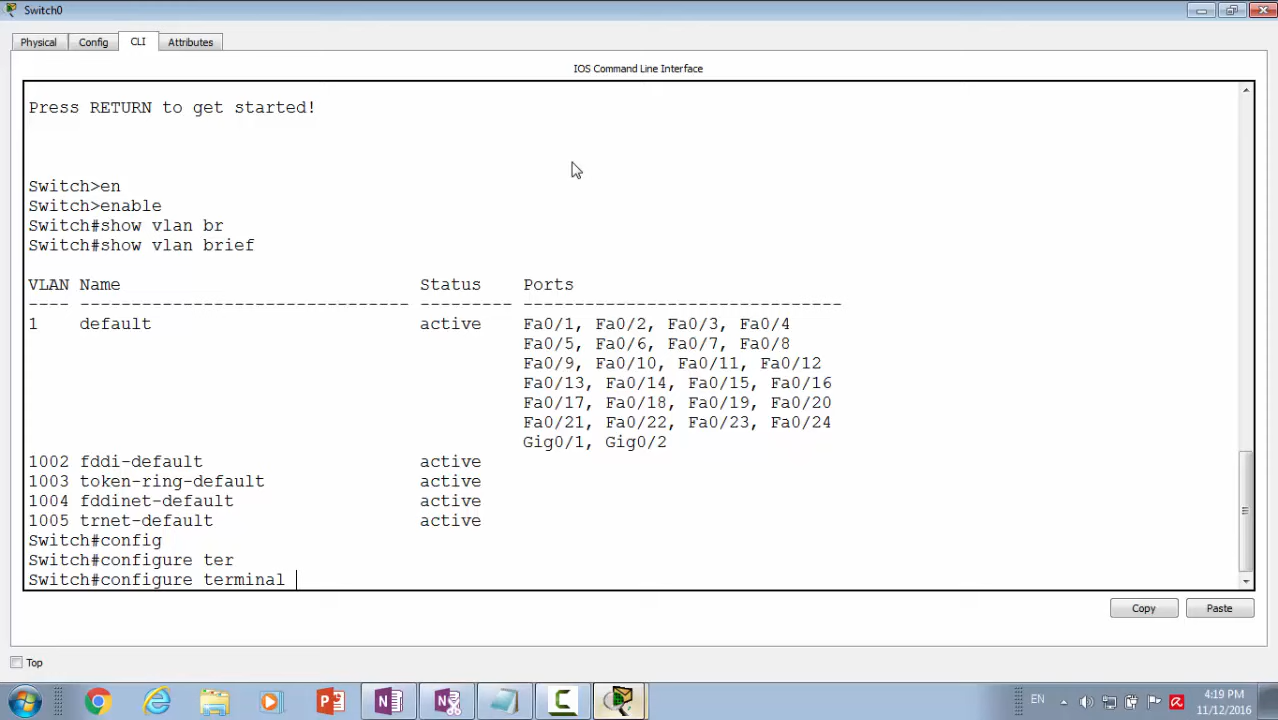 Switch0
Physical Config CLI Attributes
IOS Command Line Interface
Press RETURN to get started!
Switch>en
Switch>enable
Switch#show vlan br
Switch#show vlan brief
VLAN Name Status Ports
---- -------------------------------- --------- -------------------------------
1 default active Fa0/1, Fa0/2, Fa0/3, Fa0/4
Fa0/5, Fa0/6, Fa0/7, Fa0/8
Fa0/9, Fa0/10, Fa0/11, Fa0/12
Fa0/13, Fa0/14, Fa0/15, Fa0/16
Fa0/17, Fa0/18, Fa0/19, Fa0/20
Fa0/21, Fa0/22, Fa0/23, Fa0/24
Gig0/1, Gig0/2
1002 fddi-default active
1003 token-ring-default active
1004 fddinet-default active
1005 trnet-default active
Switch#config
Switch#configure ter
Switch#configure terminal
Copy Paste
Top
EN
4:19 PM
11/12/2016